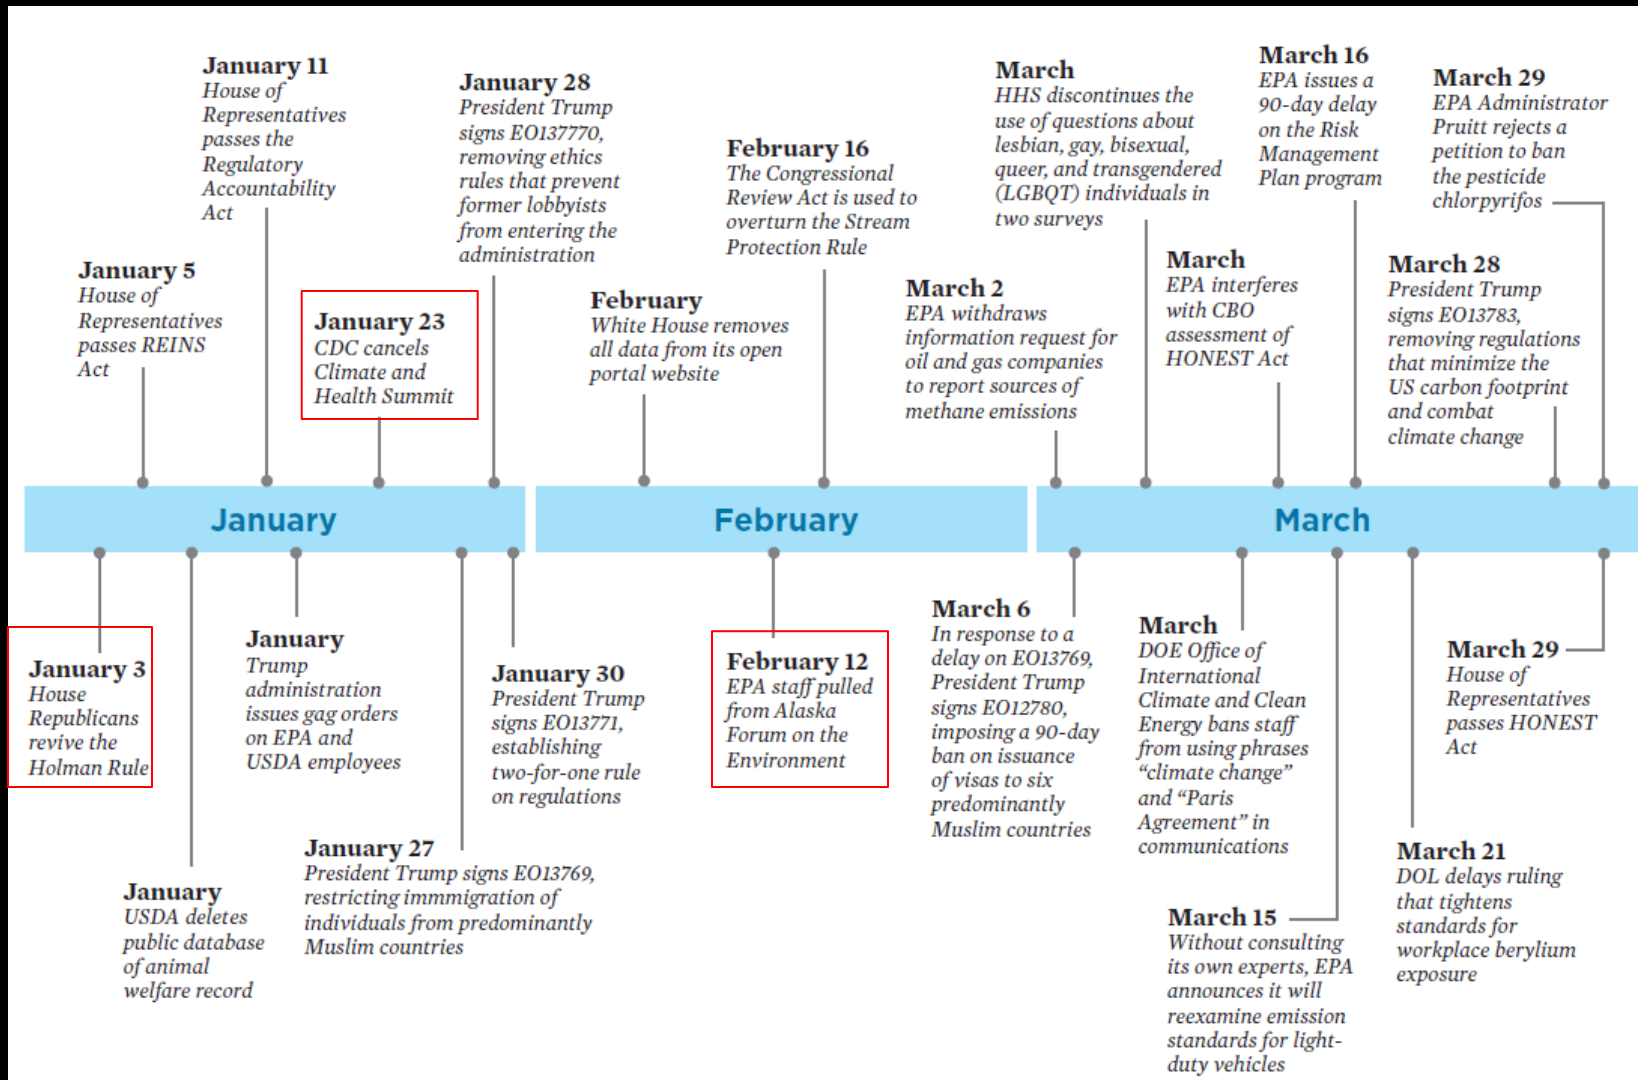 January 11
House of
Representatives
passes the
Regulatory
Accountability
Act
January 28
President Trump
signs EO137770,
removing ethics
rules that prevent
former lobbyists
from entering the
administration
March
HHS discontinues the
use of questions about
lesbian, gay, bisexual,
queer, and transgendered
(LGBQT) individuals in
two surveys
March 16
EPA issues a
90-day delay
on the Risk
Management
Plan program
March 29
EPA Administrator
Pruitt rejects a
petition to ban
the pesticide
chlorpyrifos
January 5
House of
Representatives
passes REINS
Act
January 23
CDC cancels
Climate and
Health Summit
February
White House removes
all data from its open
portal website
February 16
The Congressional
Review Act is used to
overturn the Stream
Protection Rule
March 2
EPA withdraws
information request for
oil and gas companies
to report sources of
methane emissions
March
EPA interferes
with CBO
assessment of
HONEST Act
March 28
President Trump
signs EO13783,
removing regulations
that minimize the
US carbon footprint
and combat
climate change
January
February
March
January 3
House
Republicans
revive the
Holman Rule
January
USDA deletes
public database
of animal
welfare record
January
Trump
administration
issues gag orders
on EPA and
USDA employees
January 27
President Trump signs EO13769,
restricting immmigration of
individuals from predominantly
Muslim countries
January 30
President Trump
signs EO13771,
establishing
two-for-one rule
on regulations
February 12
EPA staff pulled
from Alaska
Forum on the
Environment
March 6
In response to a
delay on EO13769,
President Trump
signs EO12780,
imposing a 90-day
ban on issuance
of visas to six
predominantly
Muslim countries
March
DOE Office of
International
Climate and Clean
Energy bans staff
from using phrases
“climate change”
and “Paris
Agreement” in
communications
March 15
Without consulting
its own experts, EPA
announces it will
reexamine emission
standards for light-
duty vehicles
March 21
DOL delays ruling
that tightens
standards for
workplace berylium
exposure
March 29
House of
Representatives
passes HONEST
Act